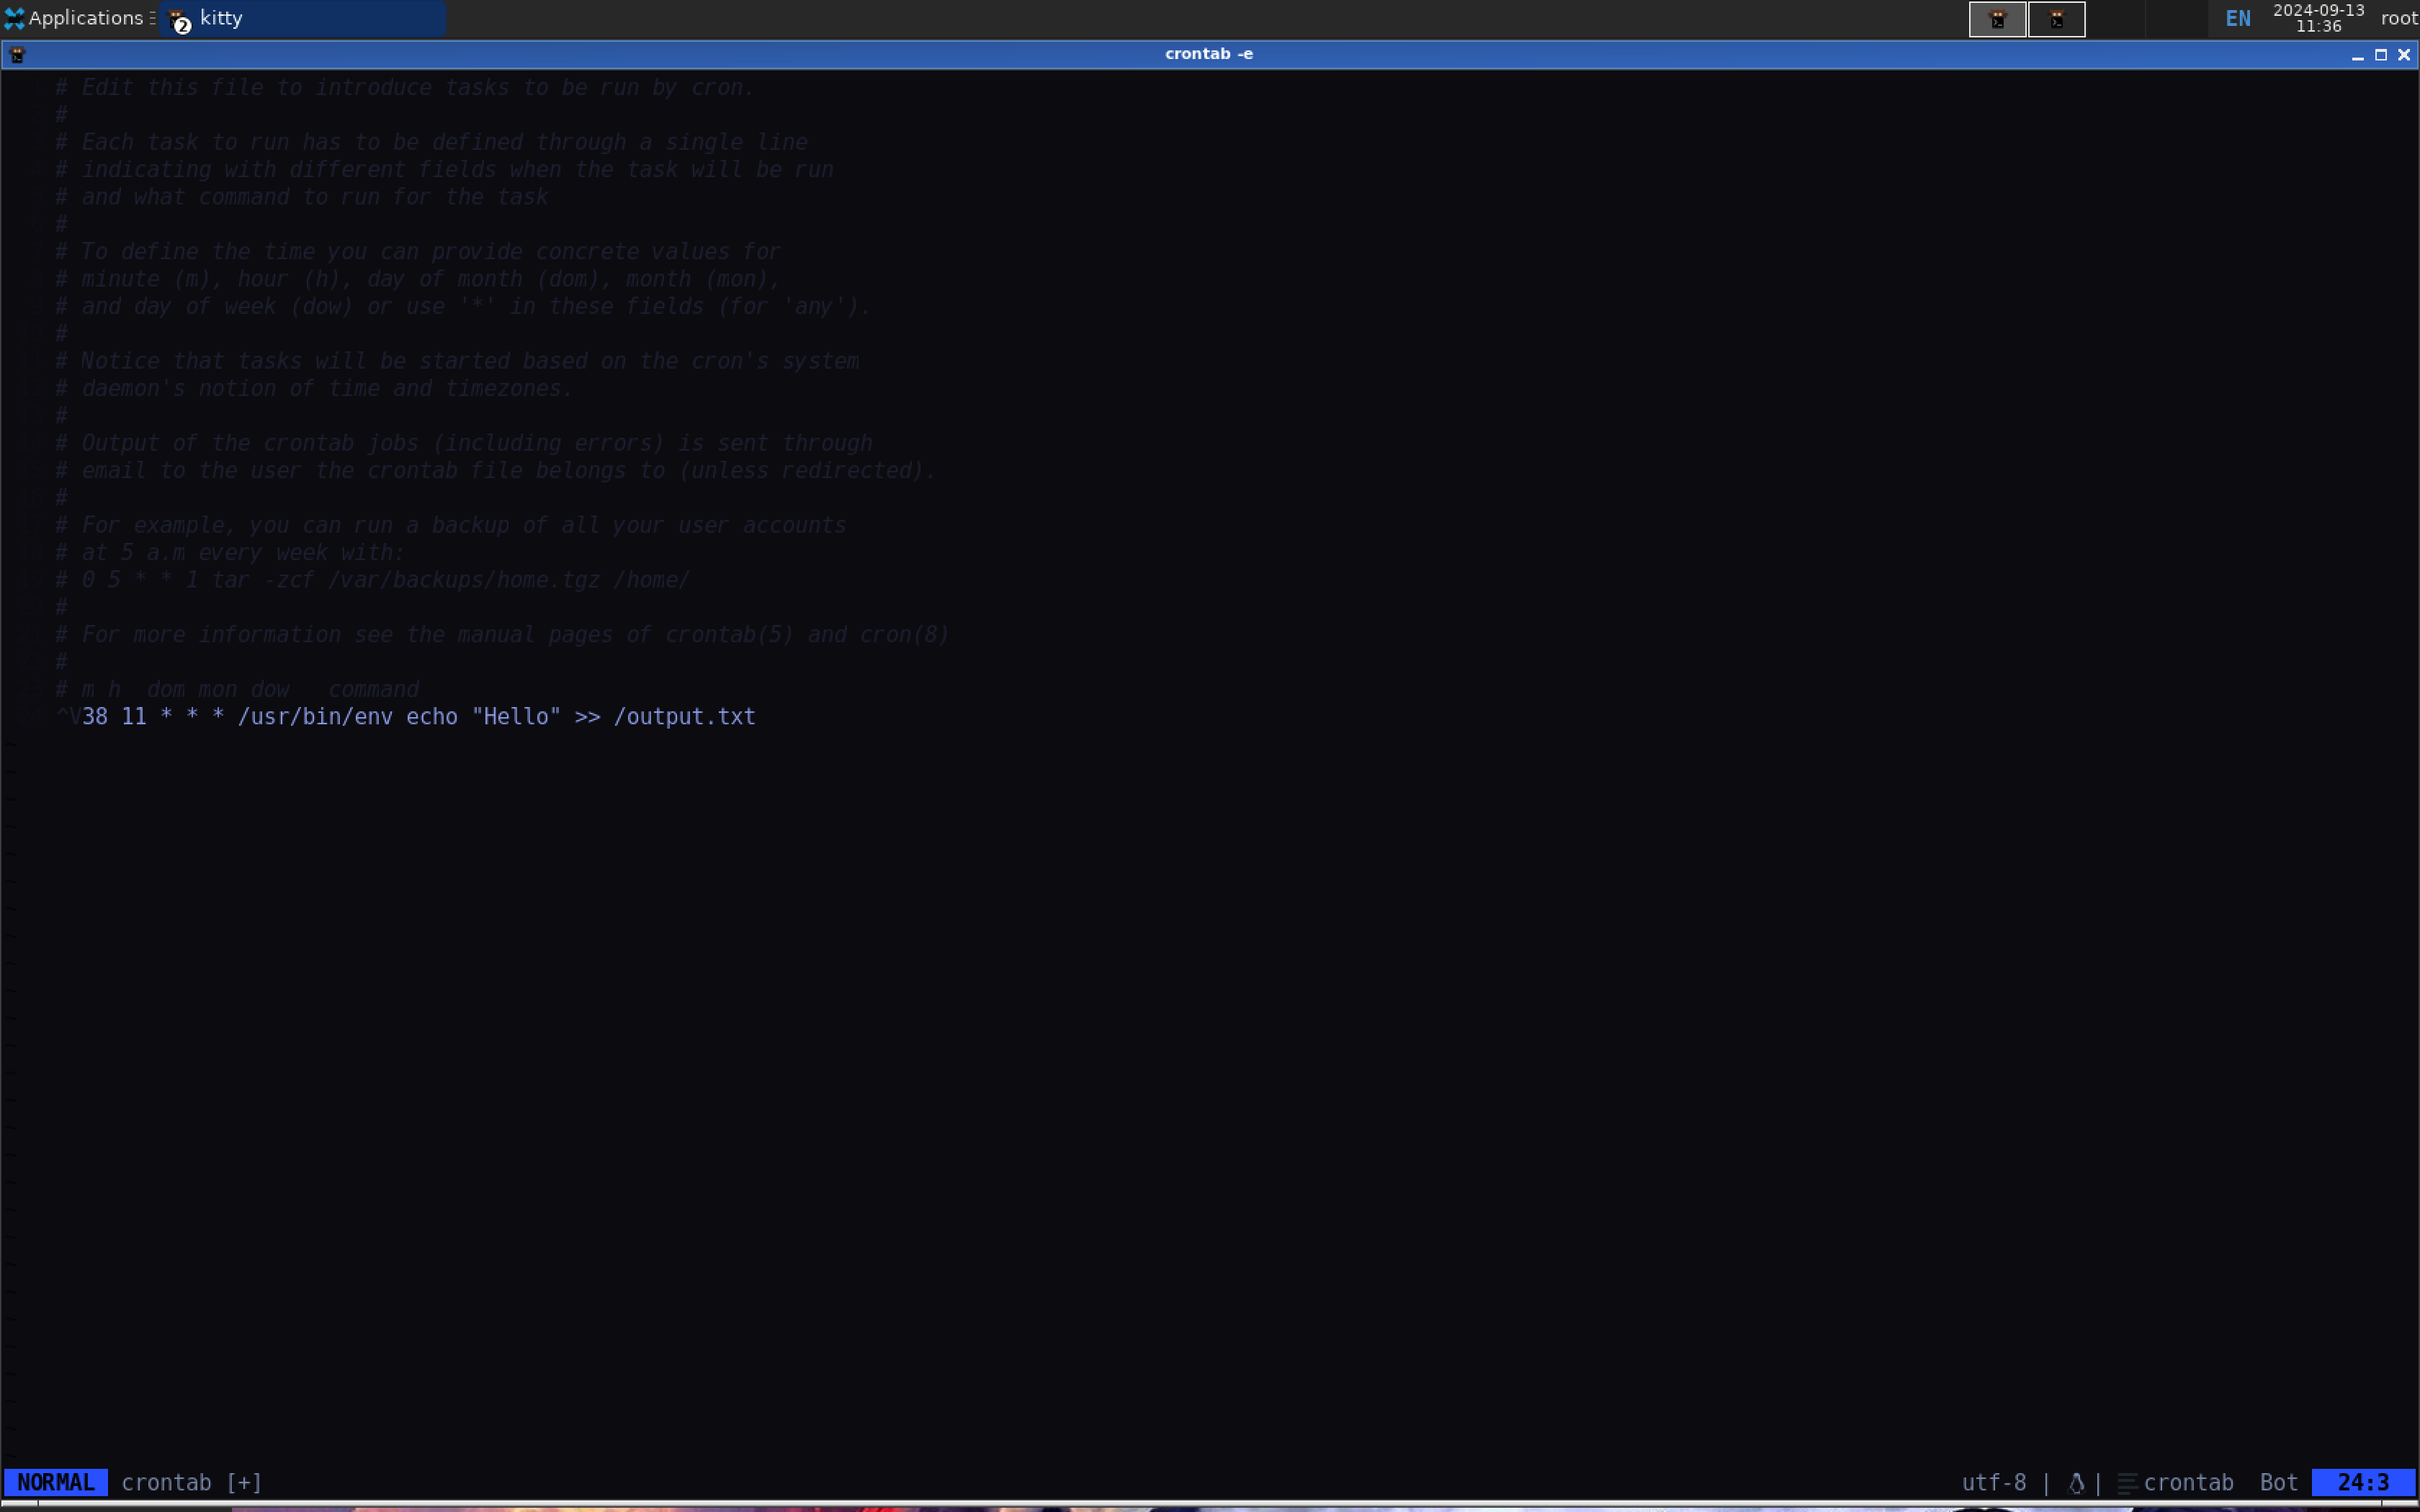 Applications
2 kitty
EN
2024-09-13
11:36
root
crontab -e
# Edit this file to introduce tasks to be run by cron.
#
# Each task to run has to be defined through a single line
# indicating with different fields when the task will be run
# and what command to run for the task
#
# To define the time you can provide concrete values for
# minute (m), hour (h), day of month (dom), month (mon),
# and day of week (dow) or use '*' in these fields (for 'any').
#
# Notice that tasks will be started based on the cron's system
# daemon's notion of time and timezones.
#
# Output of the crontab jobs (including errors) is sent through
# email to the user the crontab file belongs to (unless redirected).
#
# For example, you can run a backup of all your user accounts
# at 5 a.m every week with:
# 0 5 * * 1 tar -zcf /var/backups/home.tgz /home/
#
# For more information see the manual pages of crontab(5) and cron(8)
#
# m h  dom mon dow   command
^V38 11 * * * /usr/bin/env echo "Hello" >> /output.txt
NORMAL crontab [+]
utf-8 | | crontab Bot 24:3